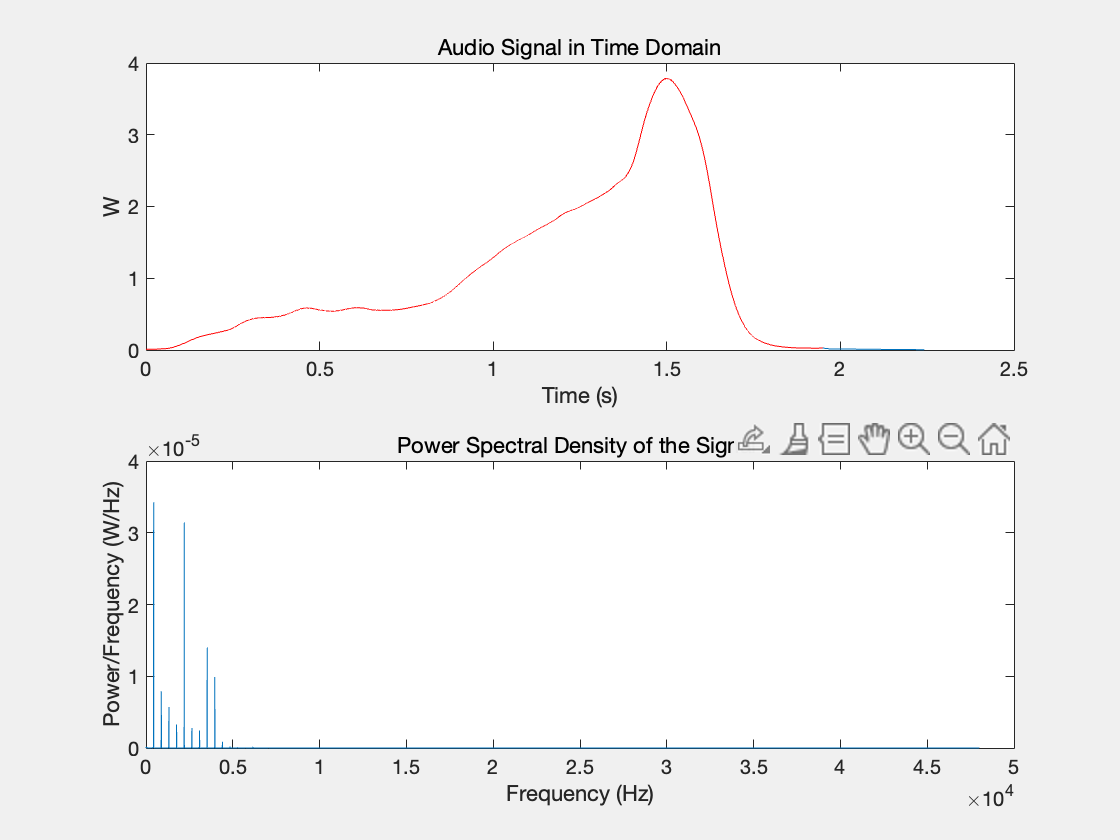 Audio Signal in Time Domain
4
3
2
1
0
W
0 0.5 1 1.5 2 2.5
Time (s)
Power Spectral Density of the Sigr
×10-5
4
3
2
1
0
Power/Frequency (W/Hz)
0 0.5 1 1.5 2 2.5 3 3.5 4 4.5 5
×10^4
Frequency (Hz)